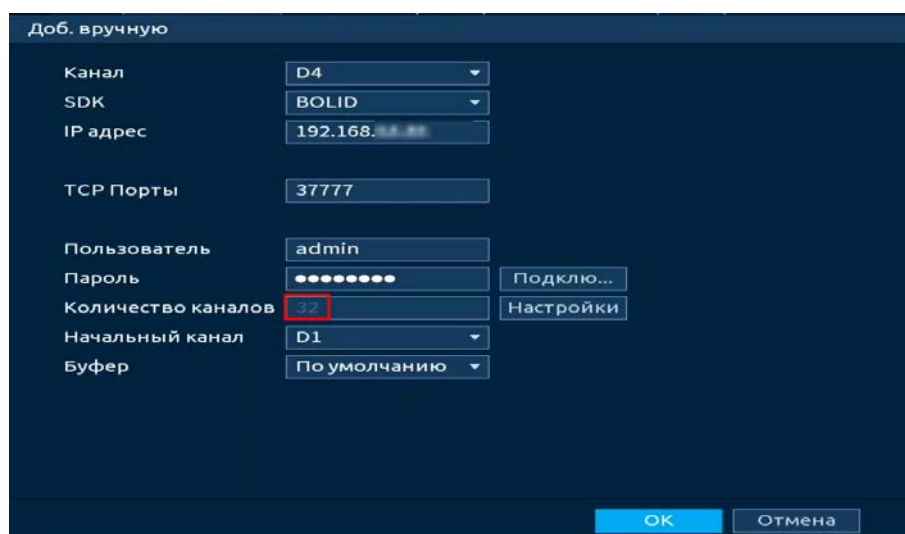 Доб. вручную
Канал D4
SDK BOLID
IP адрес 192.168.
TCP Порты 37777
Пользователь admin
Пароль ●●●●●●●● Подклю...
Количество каналов 32 Настройки
Начальный канал D1
Буфер По умолчанию
OK Отмена